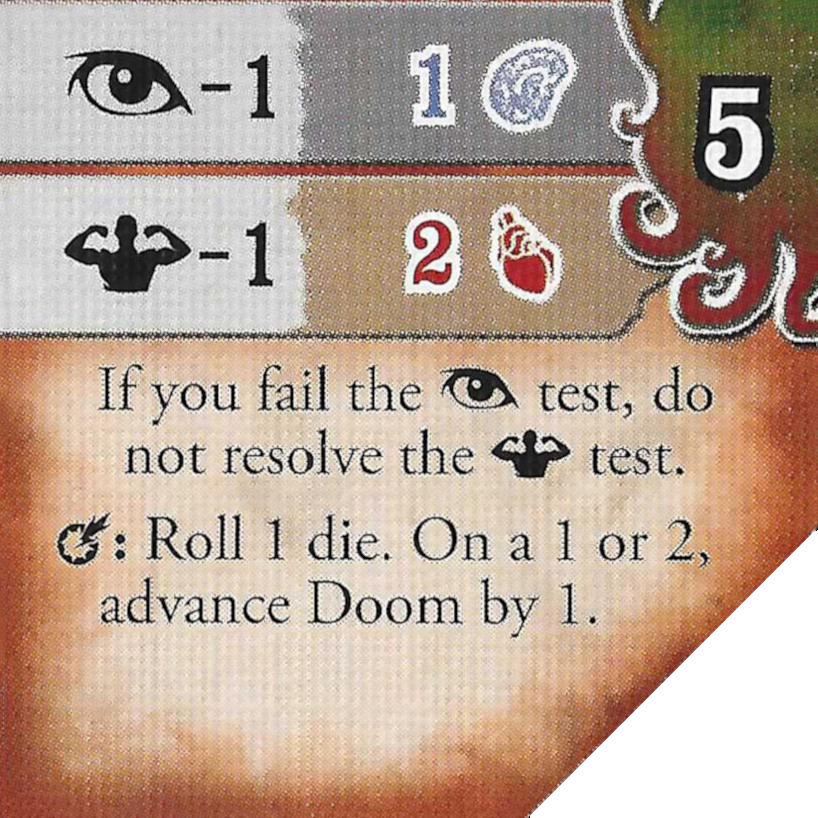 -1 1
5
-1 2
If you fail the test, do
not resolve the test.
: Roll 1 die. On a 1 or 2,
advance Doom by 1.